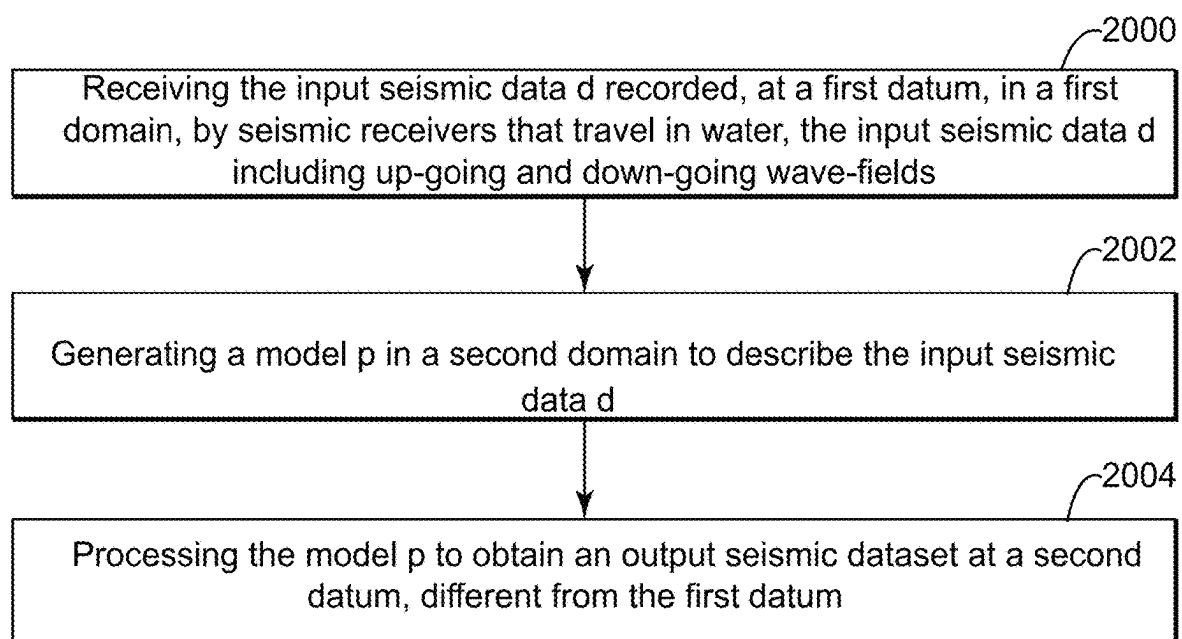 2000
Receiving the input seismic data d recorded, at a first datum, in a first
domain, by seismic receivers that travel in water, the input seismic data d
including up-going and down-going wave-fields
2002
Generating a model p in a second domain to describe the input seismic
data d
2004
Processing the model p to obtain an output seismic dataset at a second
datum, different from the first datum